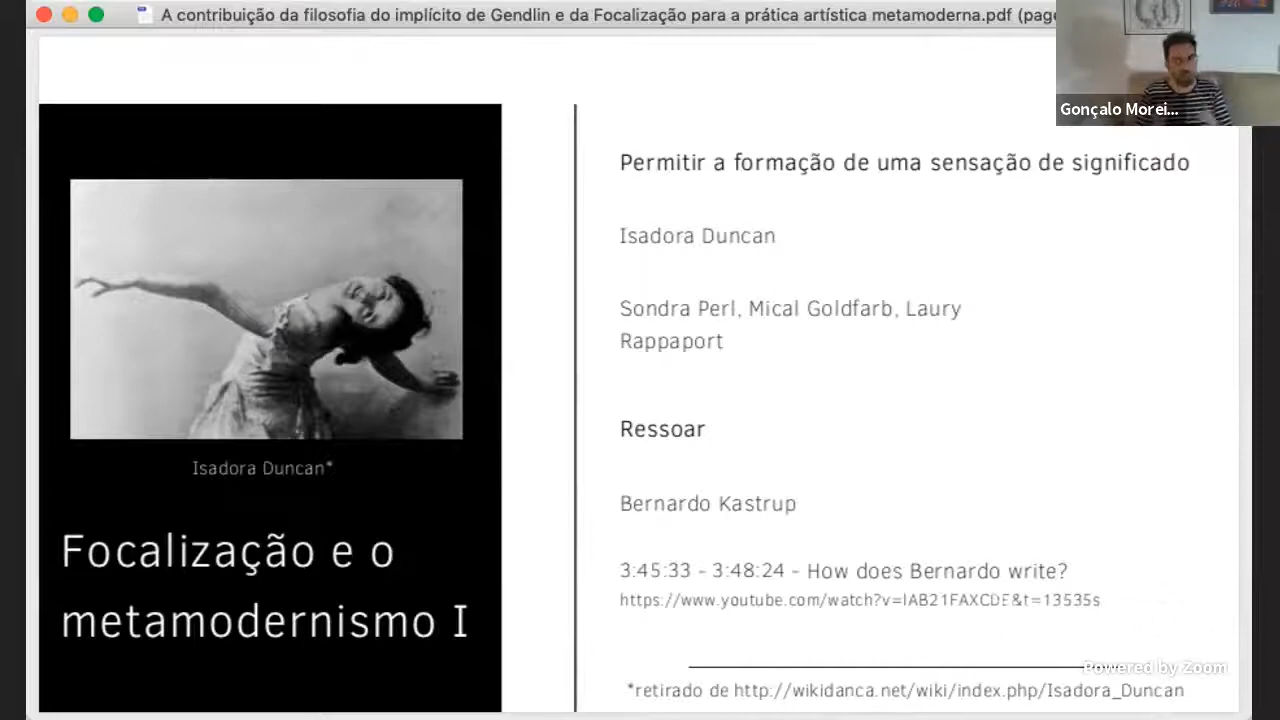 A contribuição da filosofia do implícito de Gendlin e da Focalização para a prática artística metamoderna.pdf (page
Gonçalo Morei...
Isadora Duncan*
Focalização e o
metamodernismo I
Permitir a formação de uma sensação de significado
Isadora Duncan
Sondra Perl, Mical Goldfarb, Laury
Rappaport
Ressoar
Bernardo Kastrup
3:45:33 - 3:48:24 - How does Bernardo write?
https://www.youtube.com/watch?v=lAB21FAXCDE&t=13535s
Powered by Zoom
*retirado de http://wikidanca.net/wiki/index.php/Isadora_Duncan